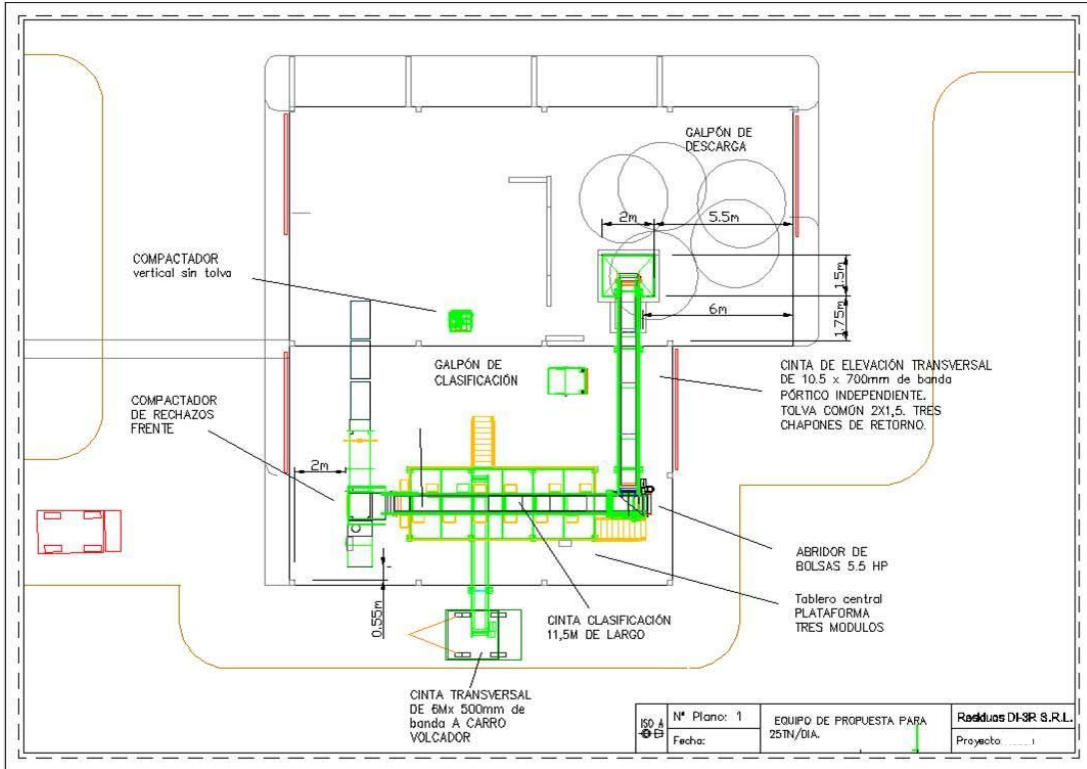 GALPÓN DE
DESCARGA
2m
5.5m
COMPACTADOR
vertical sin tolva
1.5m
6m
1.75m
GALPÓN DE
CLASIFICACIÓN
CINTA DE ELEVACIÓN TRANSVERSAL
DE 10.5 x 700mm de banda
PÓRTICO INDEPENDIENTE.
TOLVA COMÚN 2X1,5. TRES
CHAPONES DE RETORNO.
COMPACTADOR
DE RECHAZOS
FRENTE
2m
ABRIDOR DE
BOLSAS 5.5 HP
Tablero central
PLATAFORMA
TRES MODULOS
0.55m
CINTA CLASIFICACIÓN
11,5M DE LARGO
CINTA TRANSVERSAL
DE 6Mx 500mm de
banda A CARRO
VOLCADOR
ISO A
Nº Plano: 1
Fecha:
EQUIPO DE PROPUESTA PARA
25TN/DIA.
Residuos DI-3R S.R.L.
Proyecto